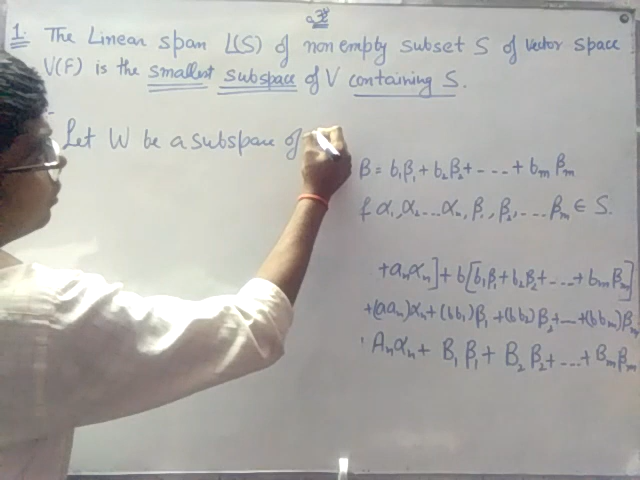 1. The Linear span L(S) of non empty subset S of vector space
V(F) is the smallest subspace of V containing S.
Let W be a subspace of
β = b₁β₁ + b₂β₂ + ---- + bₘβₘ
& α₁, α₂ ... αₙ, β₁, β₂, .... βₘ ∈ S.
+ aₙαₙ] + b[b₁β₁ + b₂β₂ + .... + bₘβₘ]
+ (aaₙ)αₙ + (bb₁)β₁ + (bb₂)β₂ + ... + (bbₘ)βₘ
Aₙαₙ + B₁β₁ + B₂β₂ + .... + Bₘβₘ